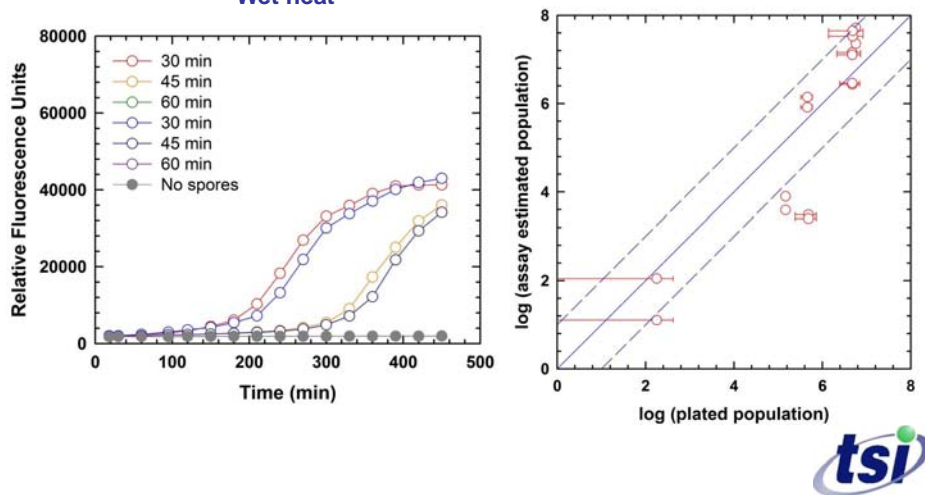 Wet heat
80000
60000
40000
20000
0
Relative Fluorescence Units
30 min
45 min
60 min
30 min
45 min
60 min
No spores
0 100 200 300 400 500
Time (min)
8
6
4
2
0
log (assay estimated population)
0 2 4 6 8
log (plated population)
tsi